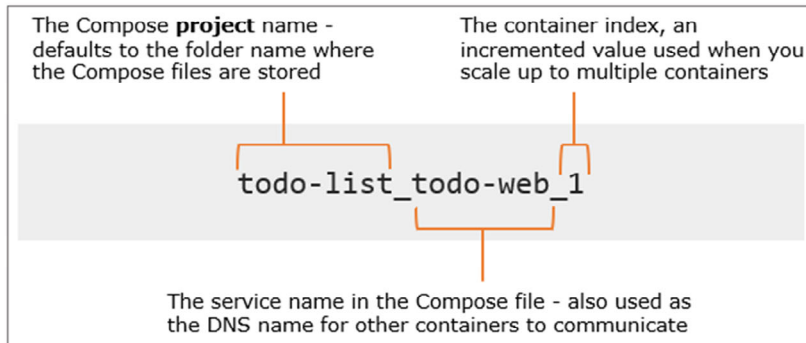 The Compose project name -
defaults to the folder name where
the Compose files are stored
The container index, an
incremented value used when you
scale up to multiple containers
todo-list_todo-web_1
The service name in the Compose file - also used as
the DNS name for other containers to communicate